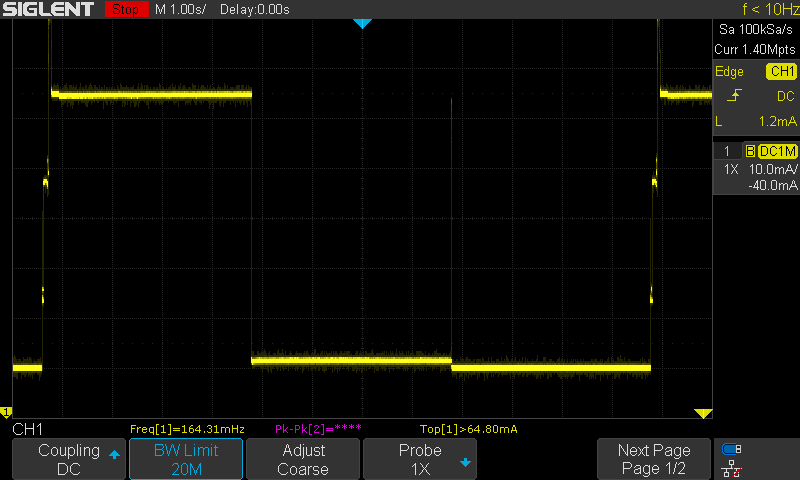 SIGLENT Stop M 1.00s/ Delay:0.00s f < 10Hz
Sa 100kSa/s
Curr 1.40Mpts
Edge CH1
DC
L 1.2mA
1 B DC1M
1X 10.0mA/
-40.0mA
1
CH1 Freq[1]=164.31mHz Pk-Pk[2]=**** Top[1]>64.80mA
Coupling BW Limit Adjust Probe Next Page
DC 20M Coarse 1X Page 1/2